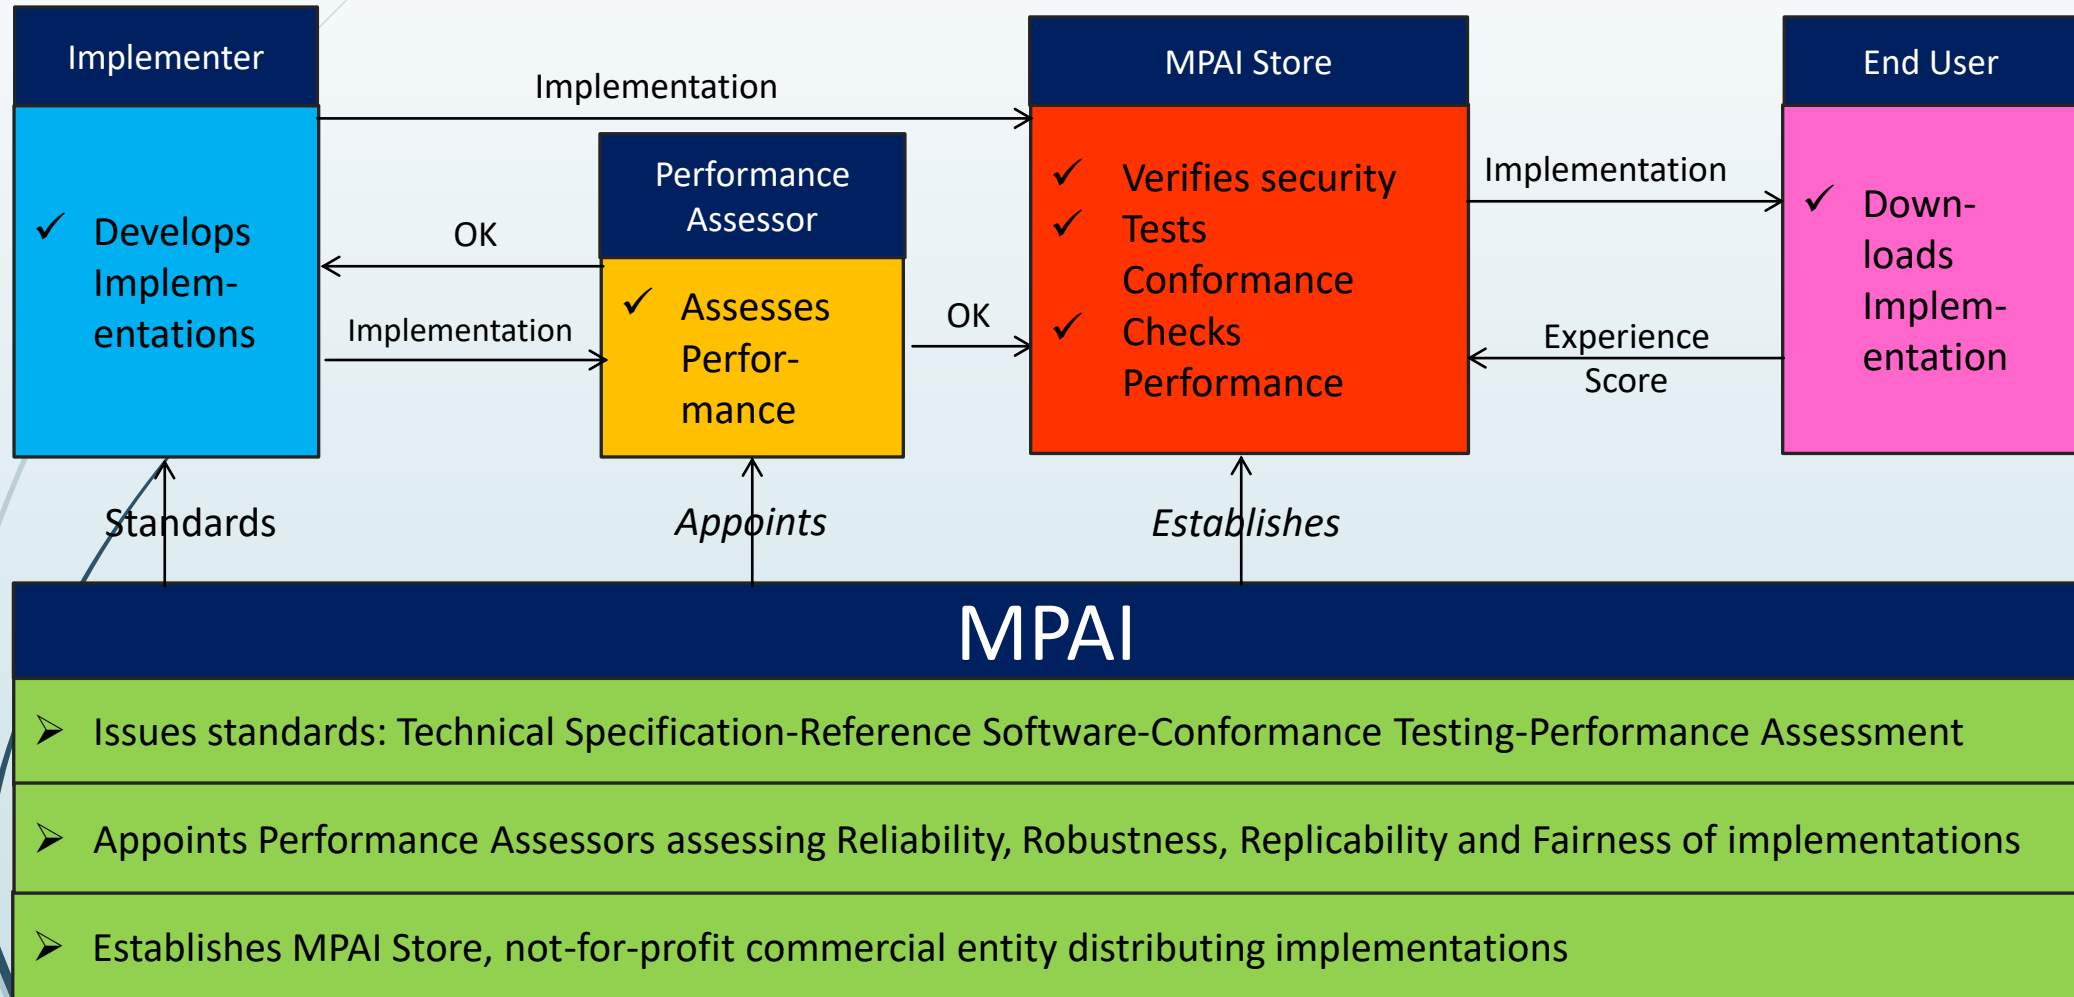 Implementer
✓ Develops
Implem-
entations
Implementation
OK
Implementation
Performance
Assessor
✓ Assesses
Perfor-
mance
OK
MPAI Store
✓ Verifies security
✓ Tests
Conformance
✓ Checks
Performance
Implementation
Experience
Score
End User
✓ Down-
loads
Implem-
entation
Standards
Appoints
Establishes
MPAI
➢ Issues standards: Technical Specification-Reference Software-Conformance Testing-Performance Assessment
➢ Appoints Performance Assessors assessing Reliability, Robustness, Replicability and Fairness of implementations
➢ Establishes MPAI Store, not-for-profit commercial entity distributing implementations